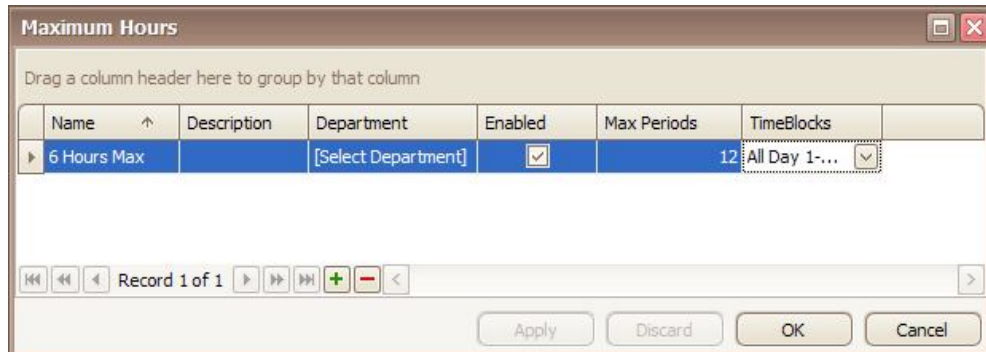 Maximum Hours
Drag a column header here to group by that column
Name Description Department Enabled Max Periods TimeBlocks
6 Hours Max [Select Department] 12 All Day 1-...
Record 1 of 1
Apply Discard OK Cancel